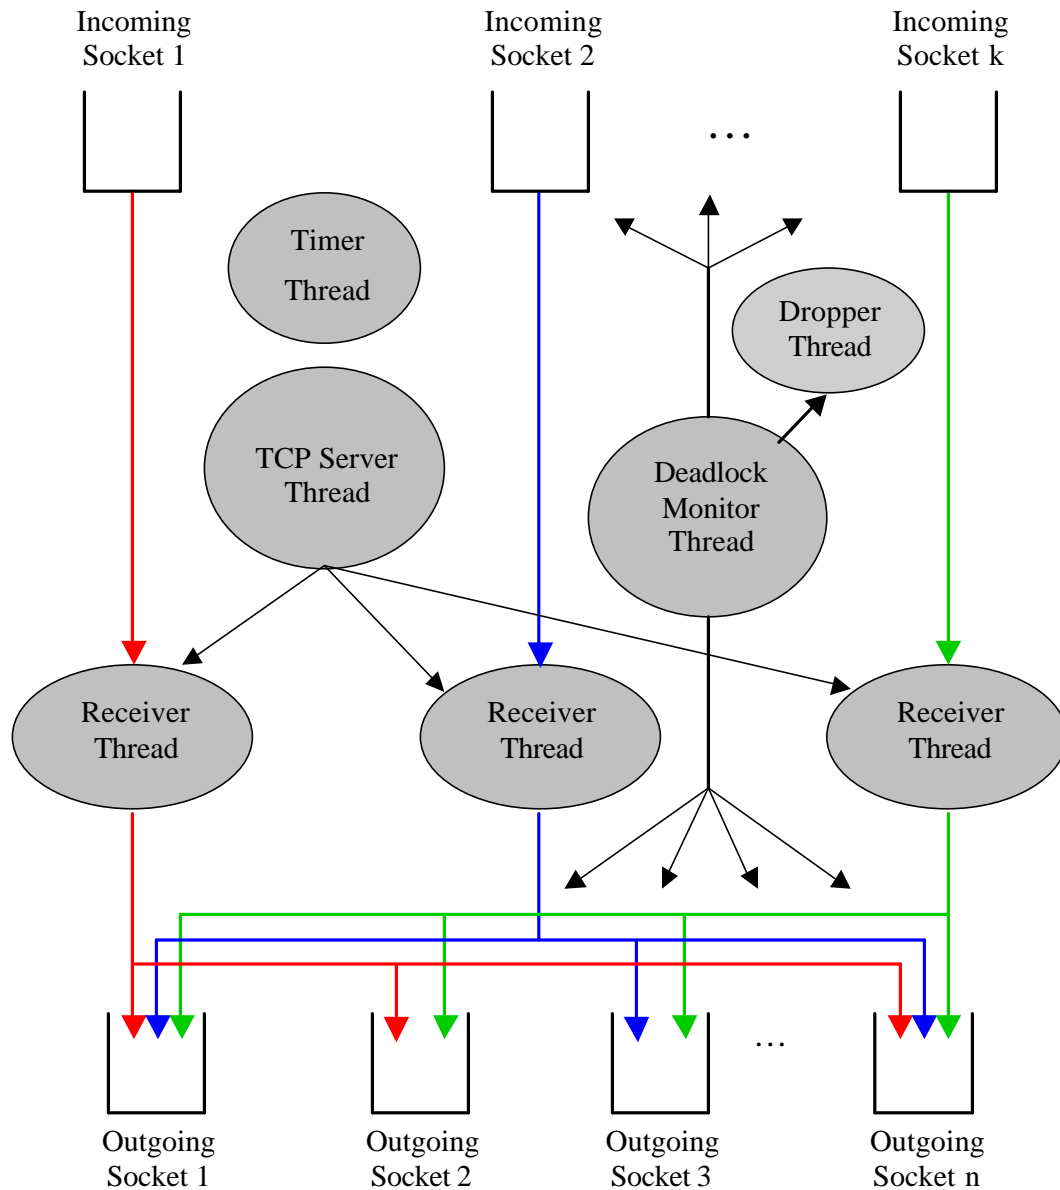 Incoming
Socket 1
Incoming
Socket 2
Incoming
Socket k
...
Timer
Thread
Dropper
Thread
TCP Server
Thread
Deadlock
Monitor
Thread
Receiver
Thread
Receiver
Thread
Receiver
Thread
...
Outgoing
Socket 1
Outgoing
Socket 2
Outgoing
Socket 3
Outgoing
Socket n